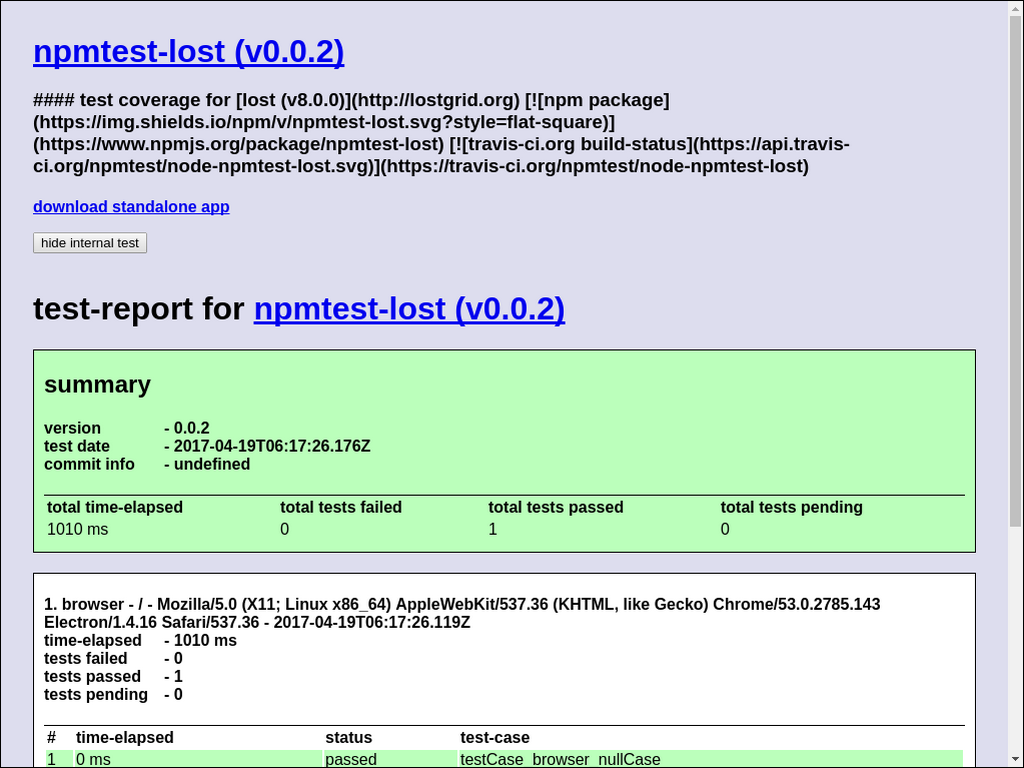 npmtest-lost (v0.0.2)
#### test coverage for [lost (v8.0.0)](http://lostgrid.org) [![npm package]
(https://img.shields.io/npm/v/npmtest-lost.svg?style=flat-square)]
(https://www.npmjs.org/package/npmtest-lost) [![travis-ci.org build-status](https://api.travis-
ci.org/npmtest/node-npmtest-lost.svg)](https://travis-ci.org/npmtest/node-npmtest-lost)
download standalone app
hide internal test
test-report for npmtest-lost (v0.0.2)
summary
version - 0.0.2
test date - 2017-04-19T06:17:26.176Z
commit info - undefined
total time-elapsed total tests failed total tests passed total tests pending
1010 ms 0 1 0
1. browser - / - Mozilla/5.0 (X11; Linux x86_64) AppleWebKit/537.36 (KHTML, like Gecko) Chrome/53.0.2785.143
Electron/1.4.16 Safari/537.36 - 2017-04-19T06:17:26.119Z
time-elapsed - 1010 ms
tests failed - 0
tests passed - 1
tests pending - 0
# time-elapsed status test-case
1 0 ms passed testCase_browser_nullCase